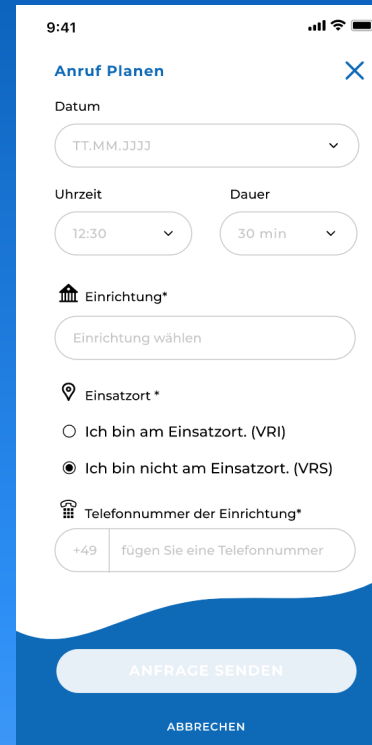 9:41
Anruf Planen
Datum
TT.MM.JJJJ
Uhrzeit Dauer
12:30 30 min
Einrichtung*
Einrichtung wählen
Einsatzort *
Ich bin am Einsatzort. (VRI)
Ich bin nicht am Einsatzort. (VRS)
Telefonnummer der Einrichtung*
+49 fügen Sie eine Telefonnummer
ANFRAGE SENDEN
ABBRECHEN